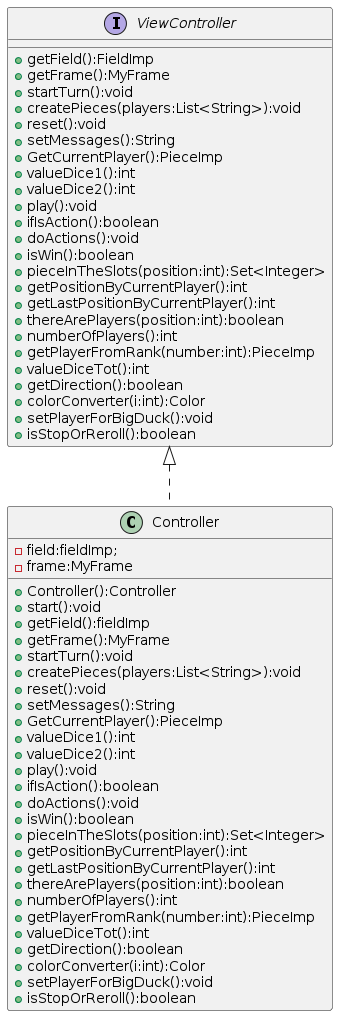 I ViewController
getField():FieldImp
getFrame():MyFrame
startTurn():void
createPieces(players:List<String>):void
reset():void
setMessages():String
GetCurrentPlayer():PieceImp
valueDice1():int
valueDice2():int
play():void
ifIsAction():boolean
doActions():void
isWin():boolean
pieceInTheSlots(position:int):Set<Integer>
getPositionByCurrentPlayer():int
getLastPositionByCurrentPlayer():int
thereArePlayers(position:int):boolean
numberOfPlayers():int
getPlayerFromRank(number:int):PieceImp
valueDiceTot():int
getDirection():boolean
colorConverter(i:int):Color
setPlayerForBigDuck():void
isStopOrReroll():boolean
C Controller
field:fieldImp;
frame:MyFrame
Controller():Controller
start():void
getField():fieldImp
getFrame():MyFrame
startTurn():void
createPieces(players:List<String>):void
reset():void
setMessages():String
GetCurrentPlayer():PieceImp
valueDice1():int
valueDice2():int
play():void
ifIsAction():boolean
doActions():void
isWin():boolean
pieceInTheSlots(position:int):Set<Integer>
getPositionByCurrentPlayer():int
getLastPositionByCurrentPlayer():int
thereArePlayers(position:int):boolean
numberOfPlayers():int
getPlayerFromRank(number:int):PieceImp
valueDiceTot():int
getDirection():boolean
colorConverter(i:int):Color
setPlayerForBigDuck():void
isStopOrReroll():boolean